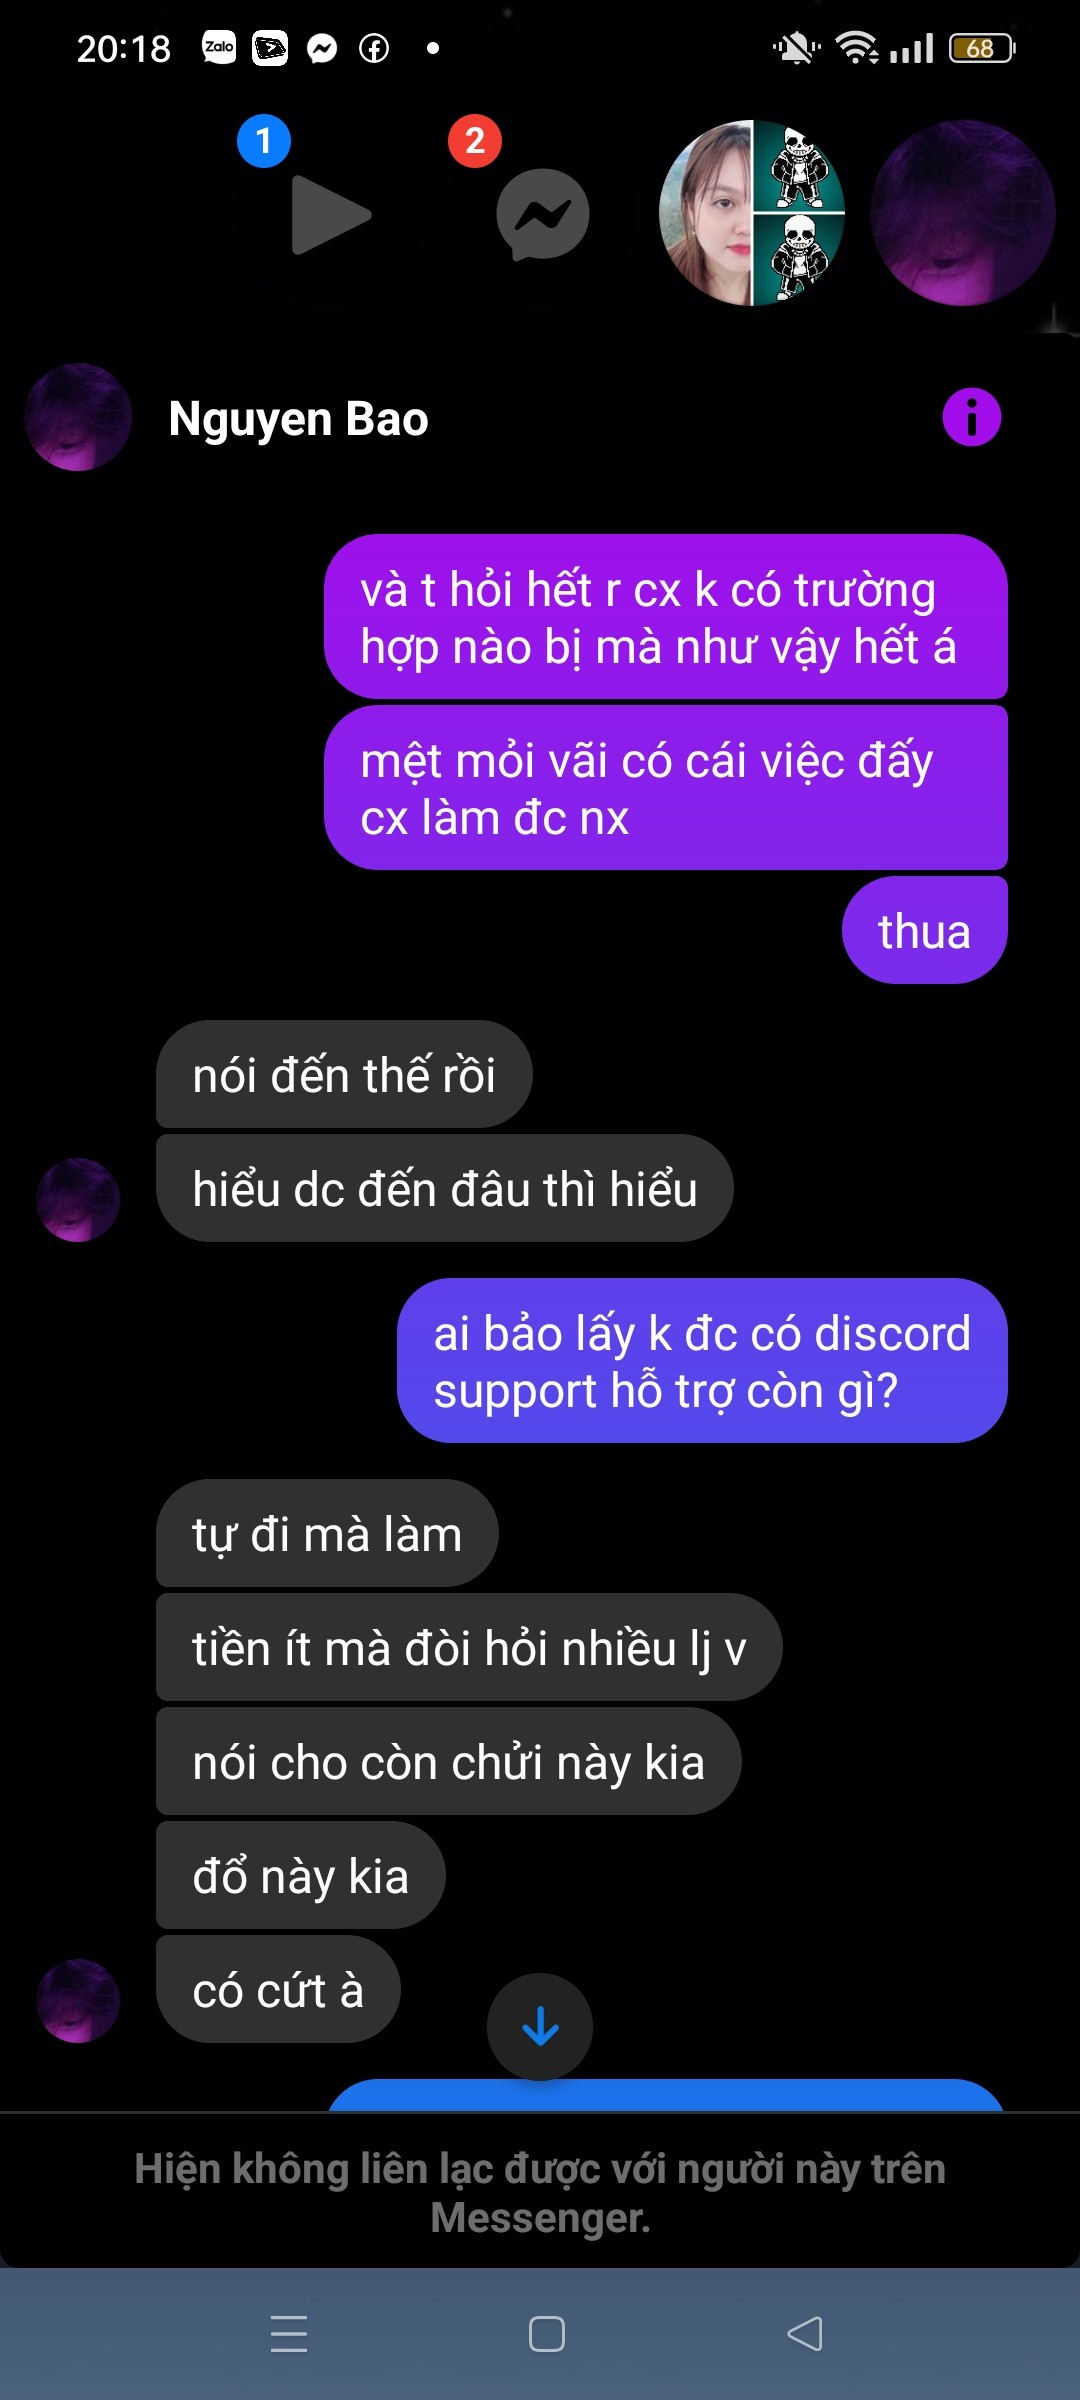 20:18
Zalo
68
1
2
Nguyen Bao
và t hỏi hết r cx k có trường
hợp nào bị mà như vậy hết á
mệt mỏi vãi có cái việc đấy
cx làm đc nx
thua
nói đến thế rồi
hiểu dc đến đâu thì hiểu
ai bảo lấy k đc có discord
support hỗ trợ còn gì?
tự đi mà làm
tiền ít mà đòi hỏi nhiều lj v
nói cho còn chửi này kia
đổ này kia
có cứt à
Hiện không liên lạc được với người này trên
Messenger.